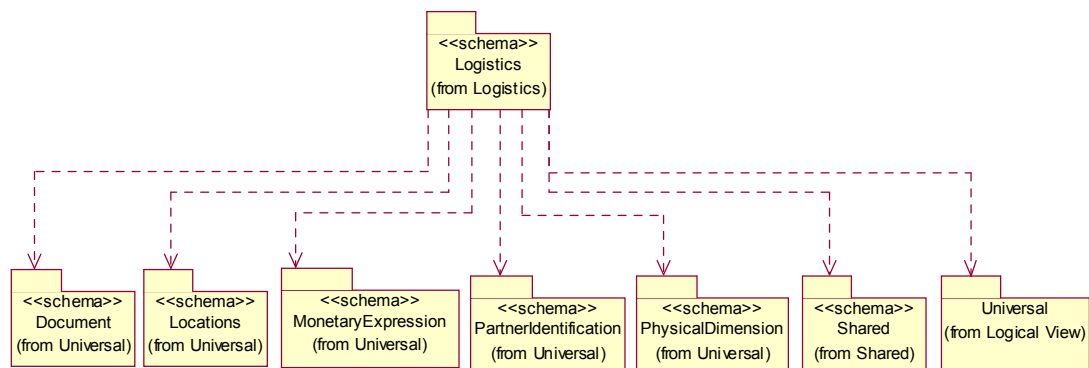 <<schema>>
Logistics
(from Logistics)
<<schema>>
Document
(from Universal)
<<schema>>
Locations
(from Universal)
<<schema>>
MonetaryExpression
(from Universal)
<<schema>>
PartnerIdentification
(from Universal)
<<schema>>
PhysicalDimension
(from Universal)
<<schema>>
Shared
(from Shared)
Universal
(from Logical View)